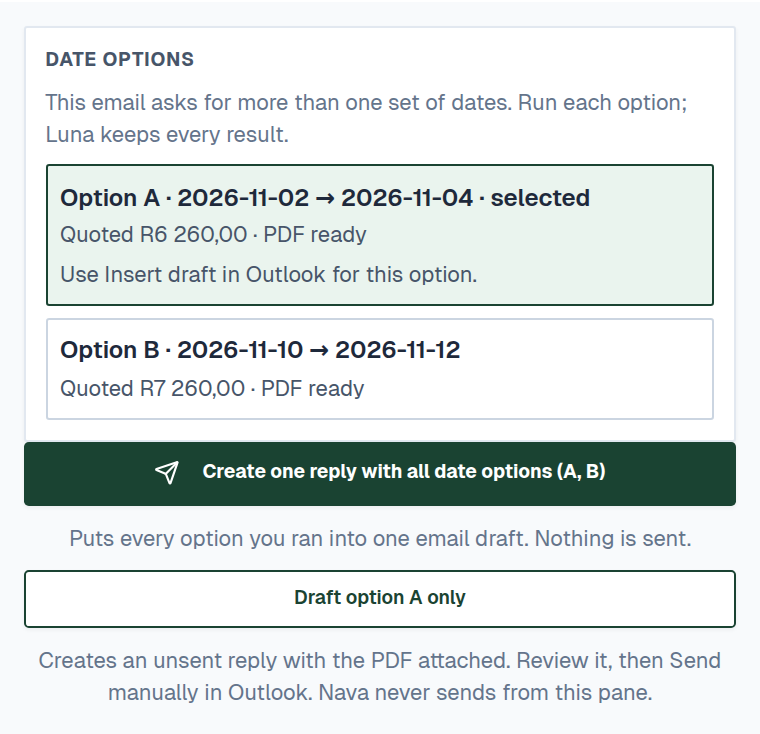 DATE OPTIONS
This email asks for more than one set of dates. Run each option;
Luna keeps every result.
Option A · 2026-11-02 → 2026-11-04 · selected
Quoted R6 260,00 · PDF ready
Use Insert draft in Outlook for this option.
Option B · 2026-11-10 → 2026-11-12
Quoted R7 260,00 · PDF ready
Create one reply with all date options (A, B)
Puts every option you ran into one email draft. Nothing is sent.
Draft option A only
Creates an unsent reply with the PDF attached. Review it, then Send
manually in Outlook. Nava never sends from this pane.